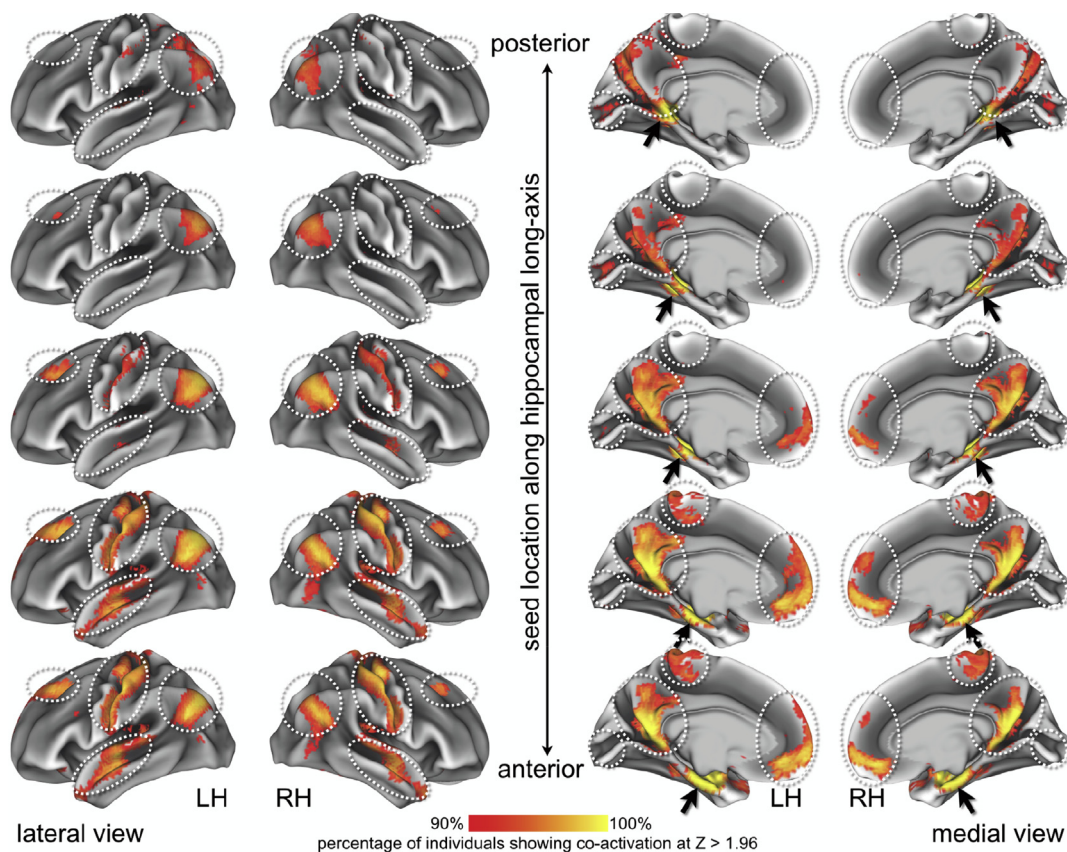 posterior
seed location along hippocampal long-axis
anterior
LH
RH
LH
RH
lateral view
90%
100%
medial view
percentage of individuals showing co-activation at Z > 1.96